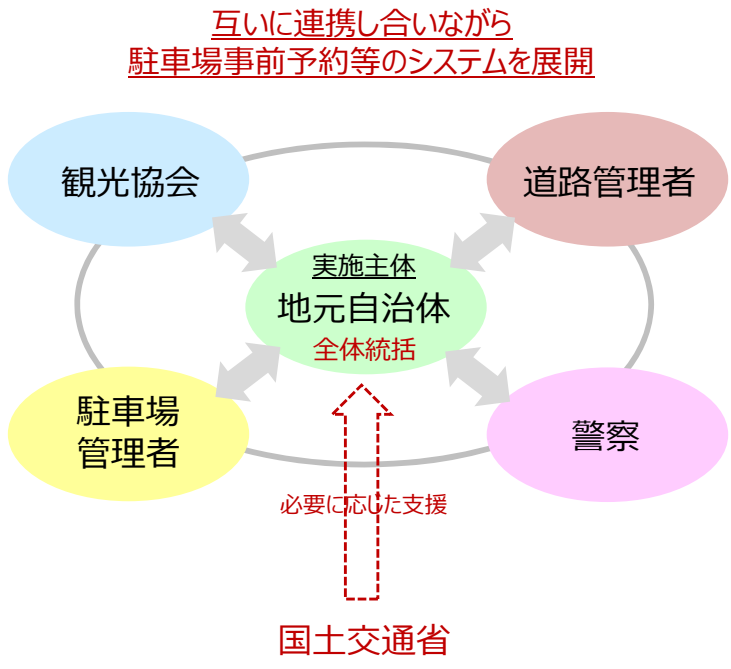 互いに連携し合いながら
駐車場事前予約等のシステムを展開
観光協会
道路管理者
実施主体
地元自治体
全体統括
駐車場
管理者
警察
必要に応じた支援
国土交通省